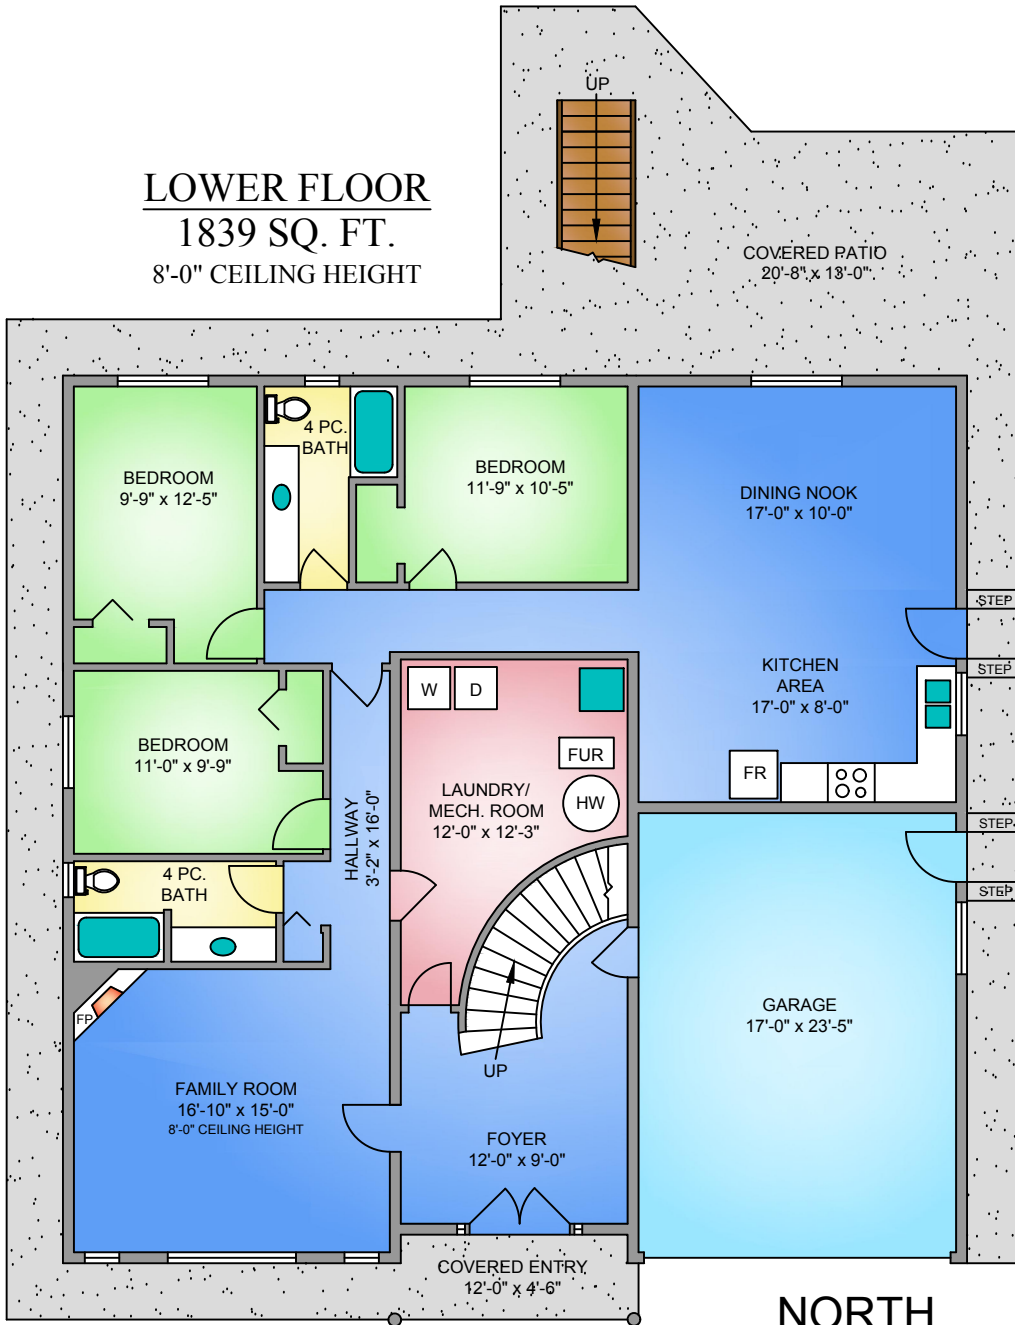 UP
LOWER FLOOR
1839 SQ. FT.
8'-0" CEILING HEIGHT
COVERED PATIO
20'-8" x 13'-0"
4 PC.
BATH
BEDROOM
9'-9" x 12'-5"
BEDROOM
11'-9" x 10'-5"
DINING NOOK
17'-0" x 10'-0"
STEP
STEP
KITCHEN
AREA
17'-0" x 8'-0"
W
D
BEDROOM
11'-0" x 9'-9"
FUR
FR
LAUNDRY/
MECH. ROOM
12'-0" x 12'-3"
HW
HALLWAY
3'-2" x 16'-0"
STEP
4 PC.
BATH
STEP
GARAGE
17'-0" x 23'-5"
FP
UP
FAMILY ROOM
16'-10" x 15'-0"
8'-0" CEILING HEIGHT
FOYER
12'-0" x 9'-0"
COVERED ENTRY
12'-0" x 4'-6"
NORTH